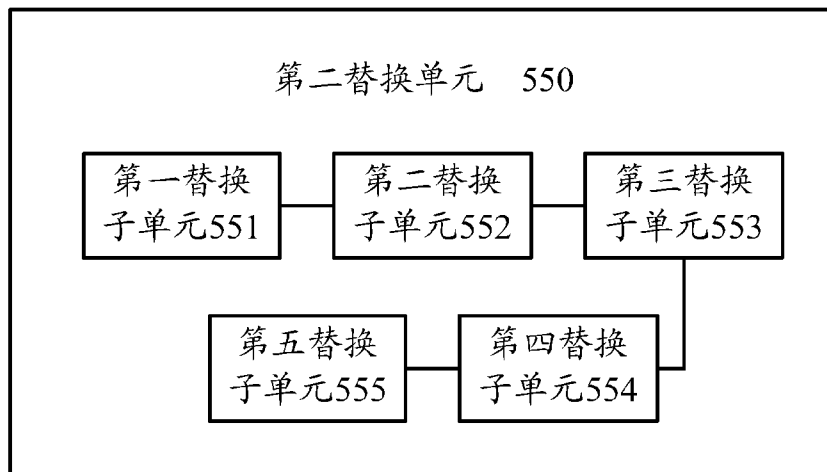 第二替换单元 550
第一替换
子单元551
第二替换
子单元552
第三替换
子单元553
第五替换
子单元555
第四替换
子单元554